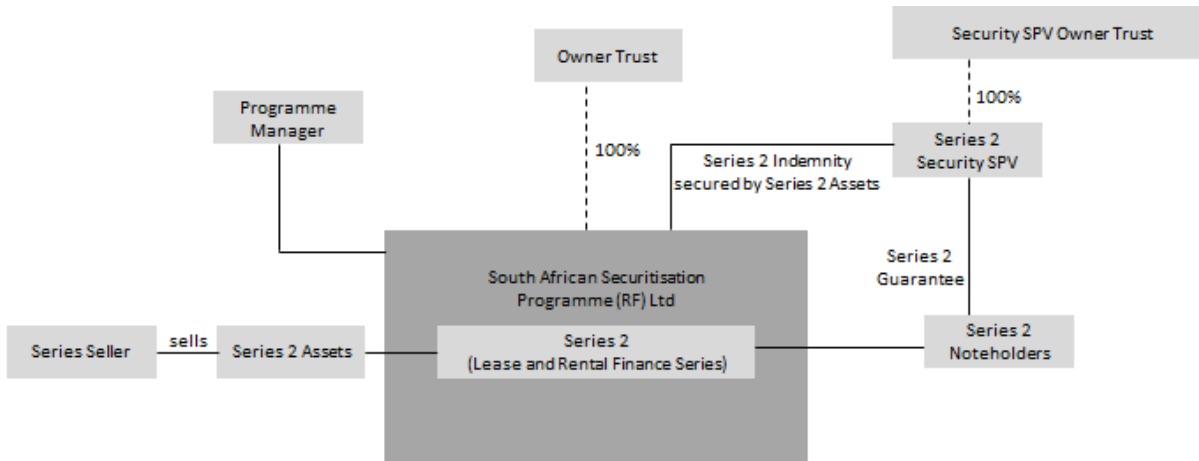 Security SPV Owner Trust
Owner Trust
100%
Programme
Manager
Series 2
Security SPV
100%
Series 2 Indemnity
secured by Series 2 Assets
Series 2
Guarantee
South African Securitisation
Programme (RF) Ltd
Series Seller
sells
Series 2 Assets
Series 2
(Lease and Rental Finance Series)
Series 2
Noteholders